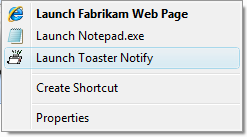 Launch Fabrikam Web Page
Launch Notepad.exe
Launch Toaster Notify
Create Shortcut
Properties